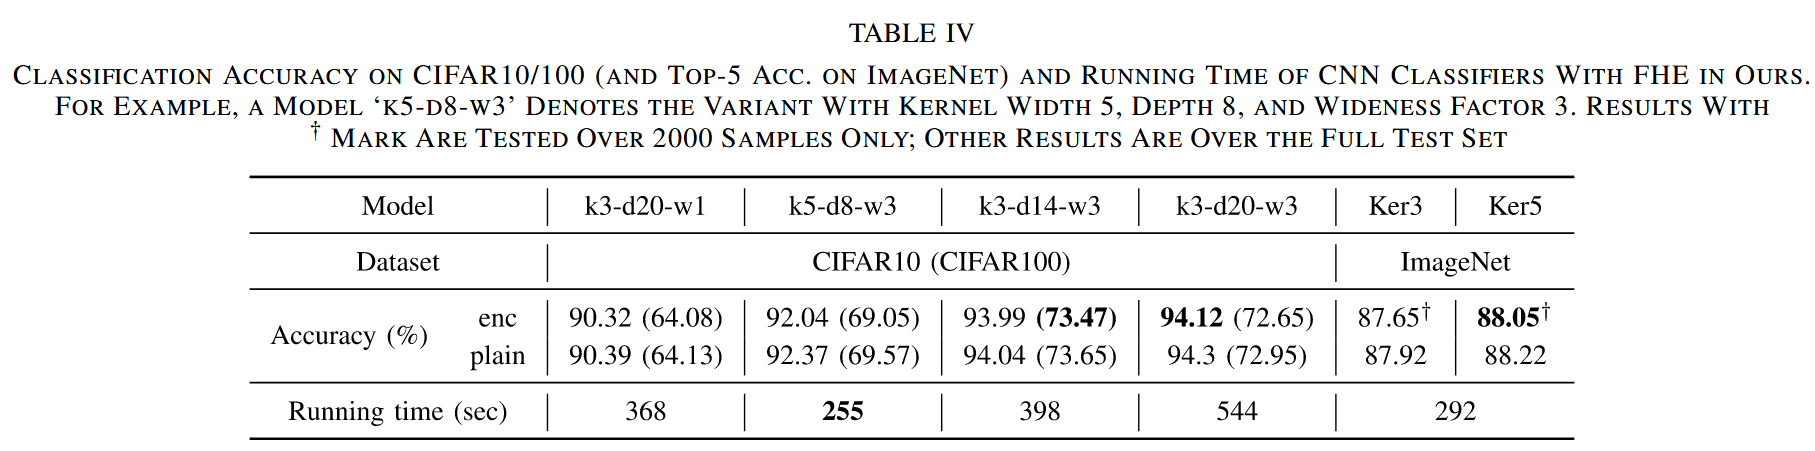 TABLE IV
CLASSIFICATION ACCURACY ON CIFAR10/100 (AND TOP-5 ACC. ON IMAGENET) AND RUNNING TIME OF CNN CLASSIFIERS WITH FHE IN OURS.
FOR EXAMPLE, A MODEL ‘K5-D8-W3’ DENOTES THE VARIANT WITH KERNEL WIDTH 5, DEPTH 8, AND WIDENESS FACTOR 3. RESULTS WITH
† MARK ARE TESTED OVER 2000 SAMPLES ONLY; OTHER RESULTS ARE OVER THE FULL TEST SET
Model k3-d20-w1 k5-d8-w3 k3-d14-w3 k3-d20-w3 Ker3 Ker5
Dataset CIFAR10 (CIFAR100) ImageNet
Accuracy (%) enc 90.32 (64.08) 92.04 (69.05) 93.99 (73.47) 94.12 (72.65) 87.65† 88.05†
plain 90.39 (64.13) 92.37 (69.57) 94.04 (73.65) 94.3 (72.95) 87.92 88.22
Running time (sec) 368 255 398 544 292